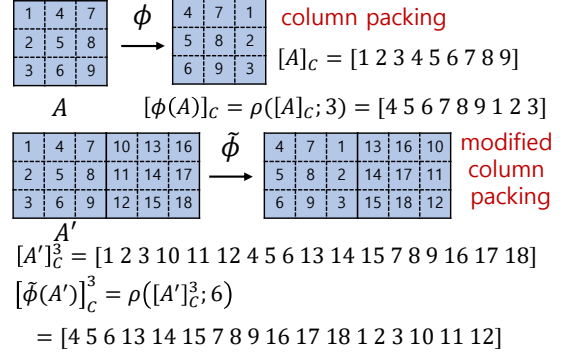 ϕ
column packing
1 4 7
2 5 8
3 6 9
4 7 1
5 8 2
6 9 3
[A]_C = [1 2 3 4 5 6 7 8 9]
A
[ϕ(A)]_C = ρ([A]_C; 3) = [4 5 6 7 8 9 1 2 3]
1 4 7 10 13 16
2 5 8 11 14 17
3 6 9 12 15 18
ϕ̃
4 7 1 13 16 10
5 8 2 14 17 11
6 9 3 15 18 12
modified
column
packing
A′
[A′]_C^3 = [1 2 3 10 11 12 4 5 6 13 14 15 7 8 9 16 17 18]
[ϕ̃(A′)]_C^3 = ρ([A′]_C^3; 6)
= [4 5 6 13 14 15 7 8 9 16 17 18 1 2 3 10 11 12]